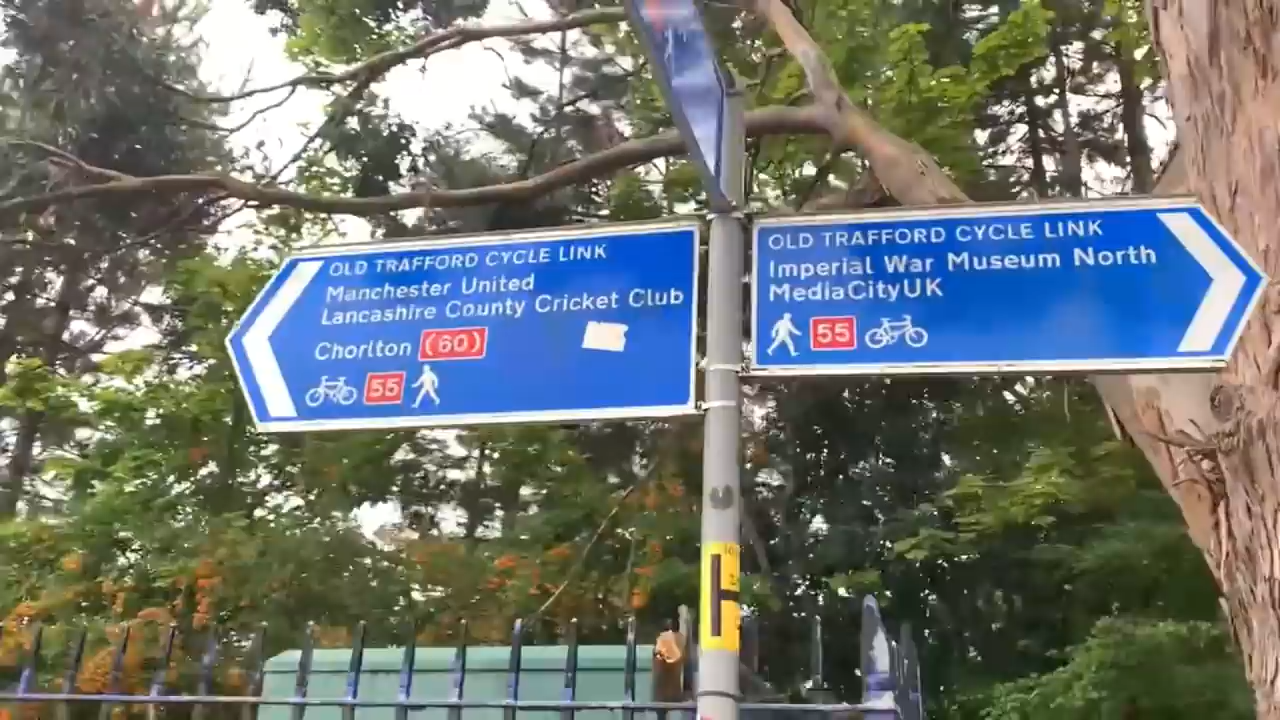 OLD TRAFFORD CYCLE LINK
Manchester United
Lancashire County Cricket Club
Chorlton (60)
55
OLD TRAFFORD CYCLE LINK
Imperial War Museum North
MediaCityUK
55
H